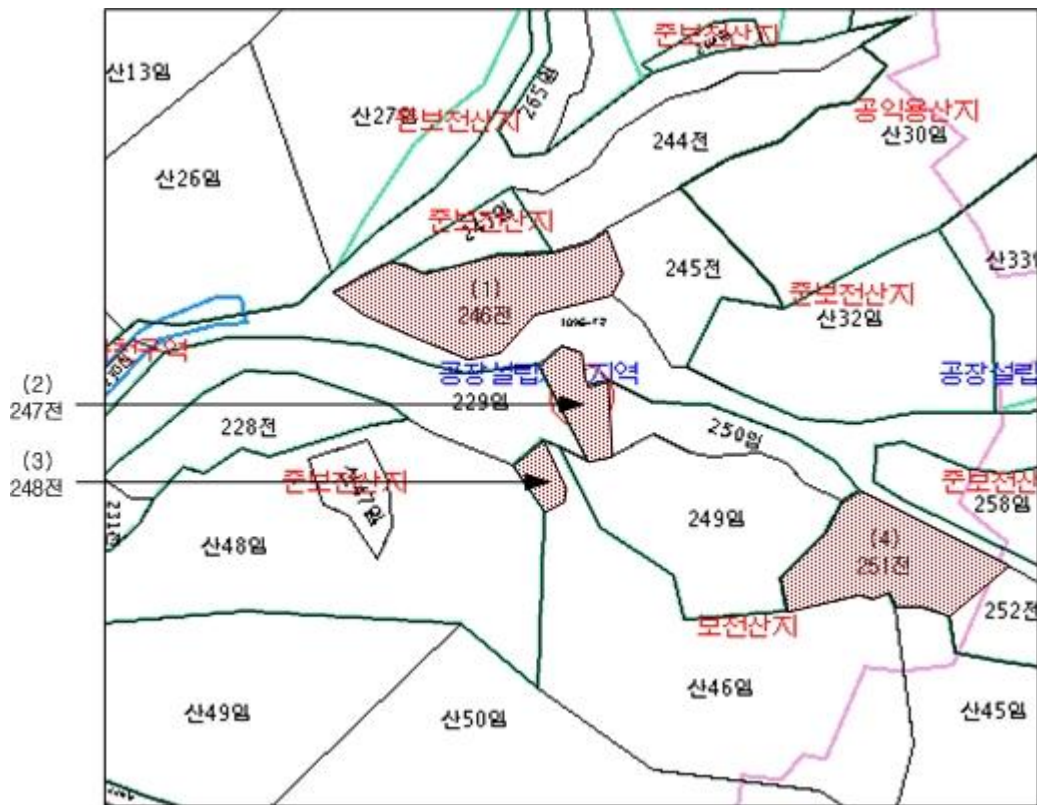 준보전산지
산13임
산27임
265임
준보전산지
공익용산지
산30임
244전
산26임
준보전산지
245전
산33임
(1)
246전
준보전산지
산32임
공장설립
지역
공장설립
(2)
247전
229임
228전
250임
(3)
248전
준보전산지
준보전산
258임
249임
산48임
(4)
251전
252전
보전산지
산46임
산49임
산50임
산45임